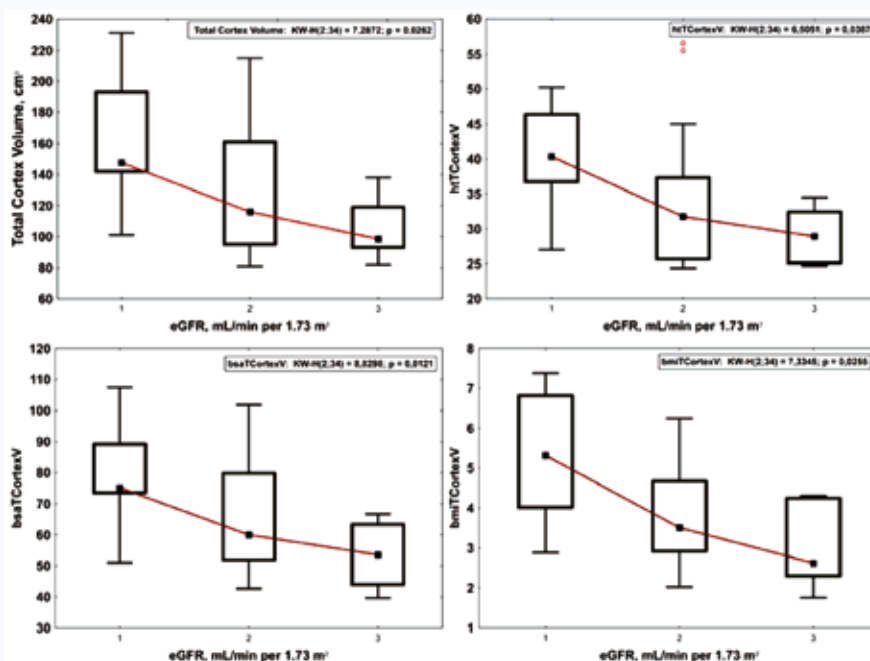 Total Cortex Volume: KW-H(2;34) = 7,2872; p = 0,0262
240
220
200
180
160
140
120
100
80
60
Total Cortex Volume, cm³
1 2 3
eGFR, mL/min per 1.73 m²
htTCortexV: KW-H(2;34) = 6,5051; p = 0,0387
60
55
50
45
40
35
30
25
20
htTCortexV
1 2 3
eGFR, mL/min per 1.73 m²
bsaTCortexV: KW-H(2;34) = 8,8290; p = 0,0121
120
110
100
90
80
70
60
50
40
30
bsaTCortexV
1 2 3
eGFR, mL/min per 1.73 m²
bmiTCortexV: KW-H(2;34) = 7,3345; p = 0,0255
8
7
6
5
4
3
2
1
bmiTCortexV
1 2 3
eGFR, mL/min per 1.73 m²